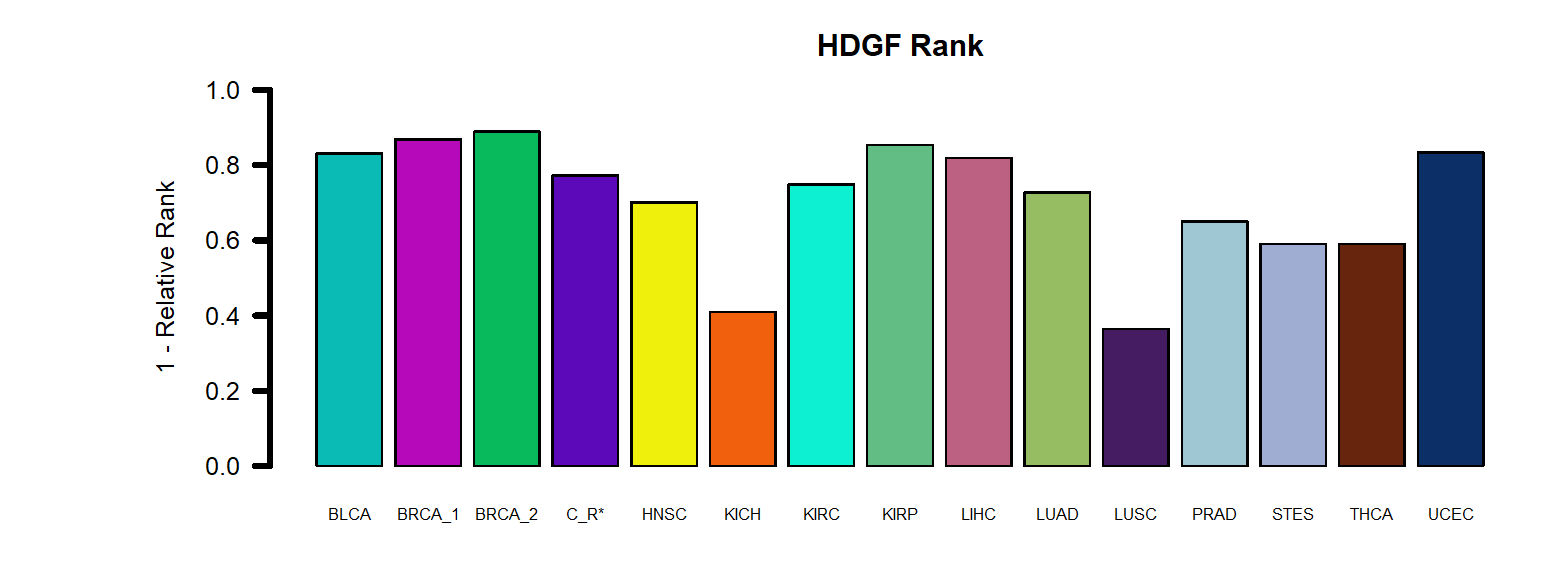 HDGF Rank
1 - Relative Rank
1.0
0.8
0.6
0.4
0.2
0.0
BLCA BRCA_1 BRCA_2 C_R* HNSC KICH KIRC KIRP LIHC LUAD LUSC PRAD STES THCA UCEC